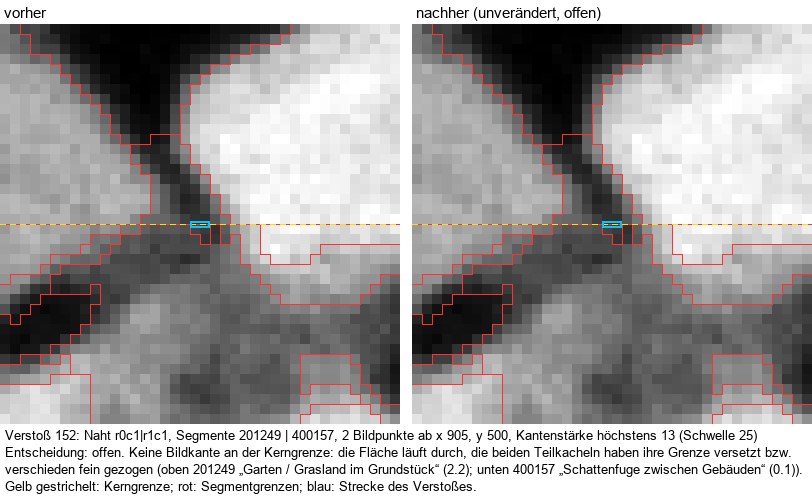 vorher
nachher (unverändert, offen)
Verstoß 152: Naht r0c1|r1c1, Segmente 201249 | 400157, 2 Bildpunkte ab x 905, y 500, Kantenstärke höchstens 13 (Schwelle 25)
Entscheidung: offen. Keine Bildkante an der Kerngrenze: die Fläche läuft durch, die beiden Teilkacheln haben ihre Grenze versetzt bzw.
verschieden fein gezogen (oben 201249 „Garten / Grasland im Grundstück“ (2.2); unten 400157 „Schattenfuge zwischen Gebäuden“ (0.1)).
Gelb gestrichelt: Kerngrenze; rot: Segmentgrenzen; blau: Strecke des Verstoßes.